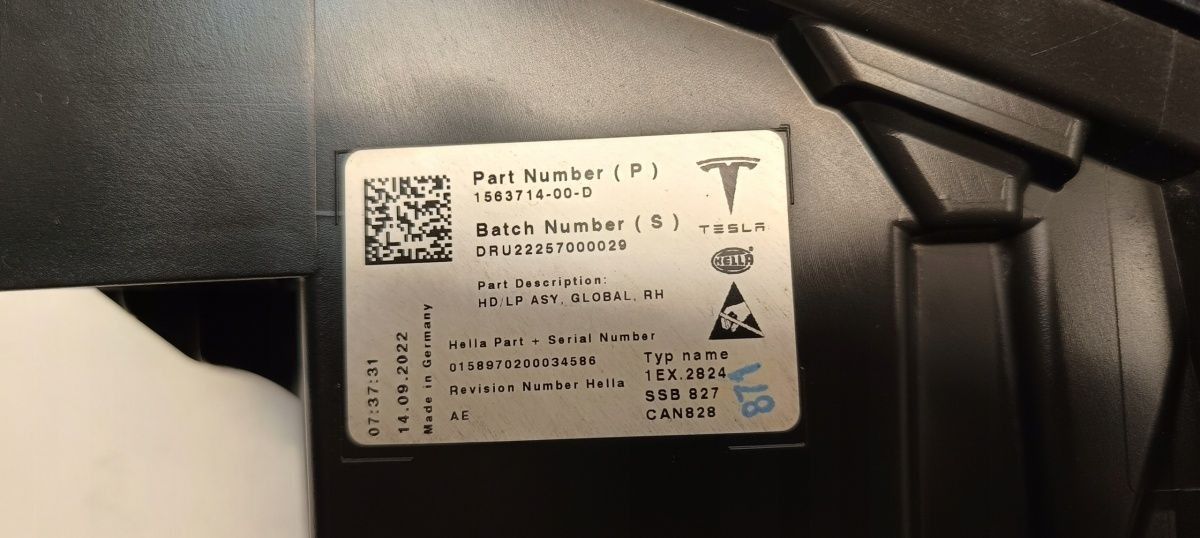 Part Number ( P )
1563714-00-D
Batch Number ( S )
DRU22257000029
TESLA
HELLA
Part Description:
HD/LP ASY, GLOBAL, RH
Hella Part + Serial Number
0158970200034586
Revision Number Hella
AE
Typ name
1EX.2824
SSB 827
CAN828
07:37:31
14.09.2022
Made in Germany